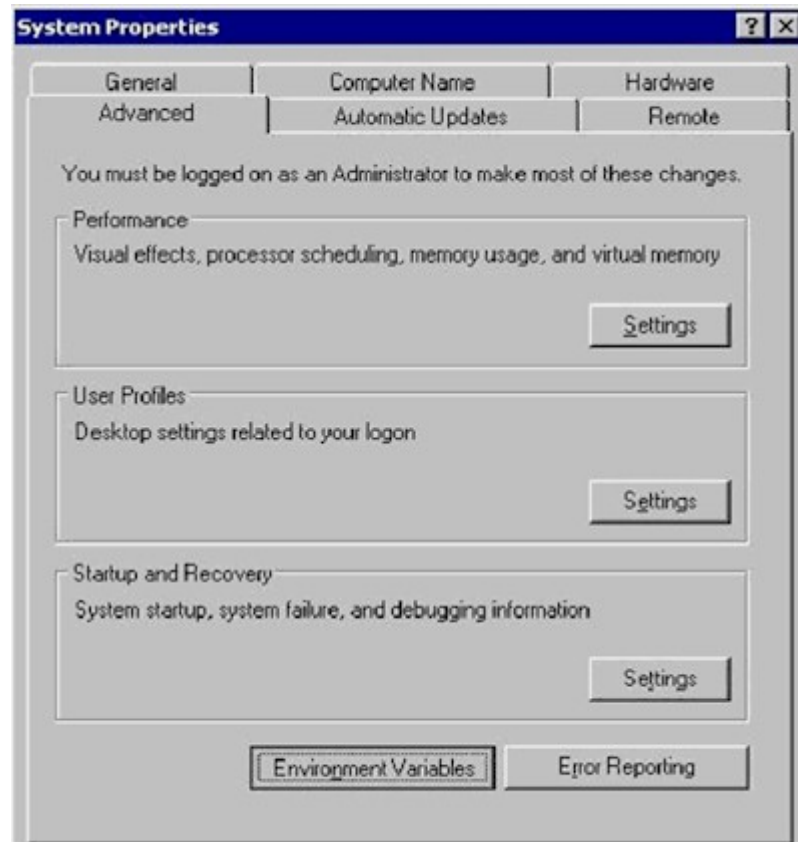 System Properties
General
Computer Name
Hardware
Advanced
Automatic Updates
Remote
You must be logged on as an Administrator to make most of these changes.
Performance
Visual effects, processor scheduling, memory usage, and virtual memory
Settings
User Profiles
Desktop settings related to your logon
Settings
Startup and Recovery
System startup, system failure, and debugging information
Settings
Environment Variables
Error Reporting